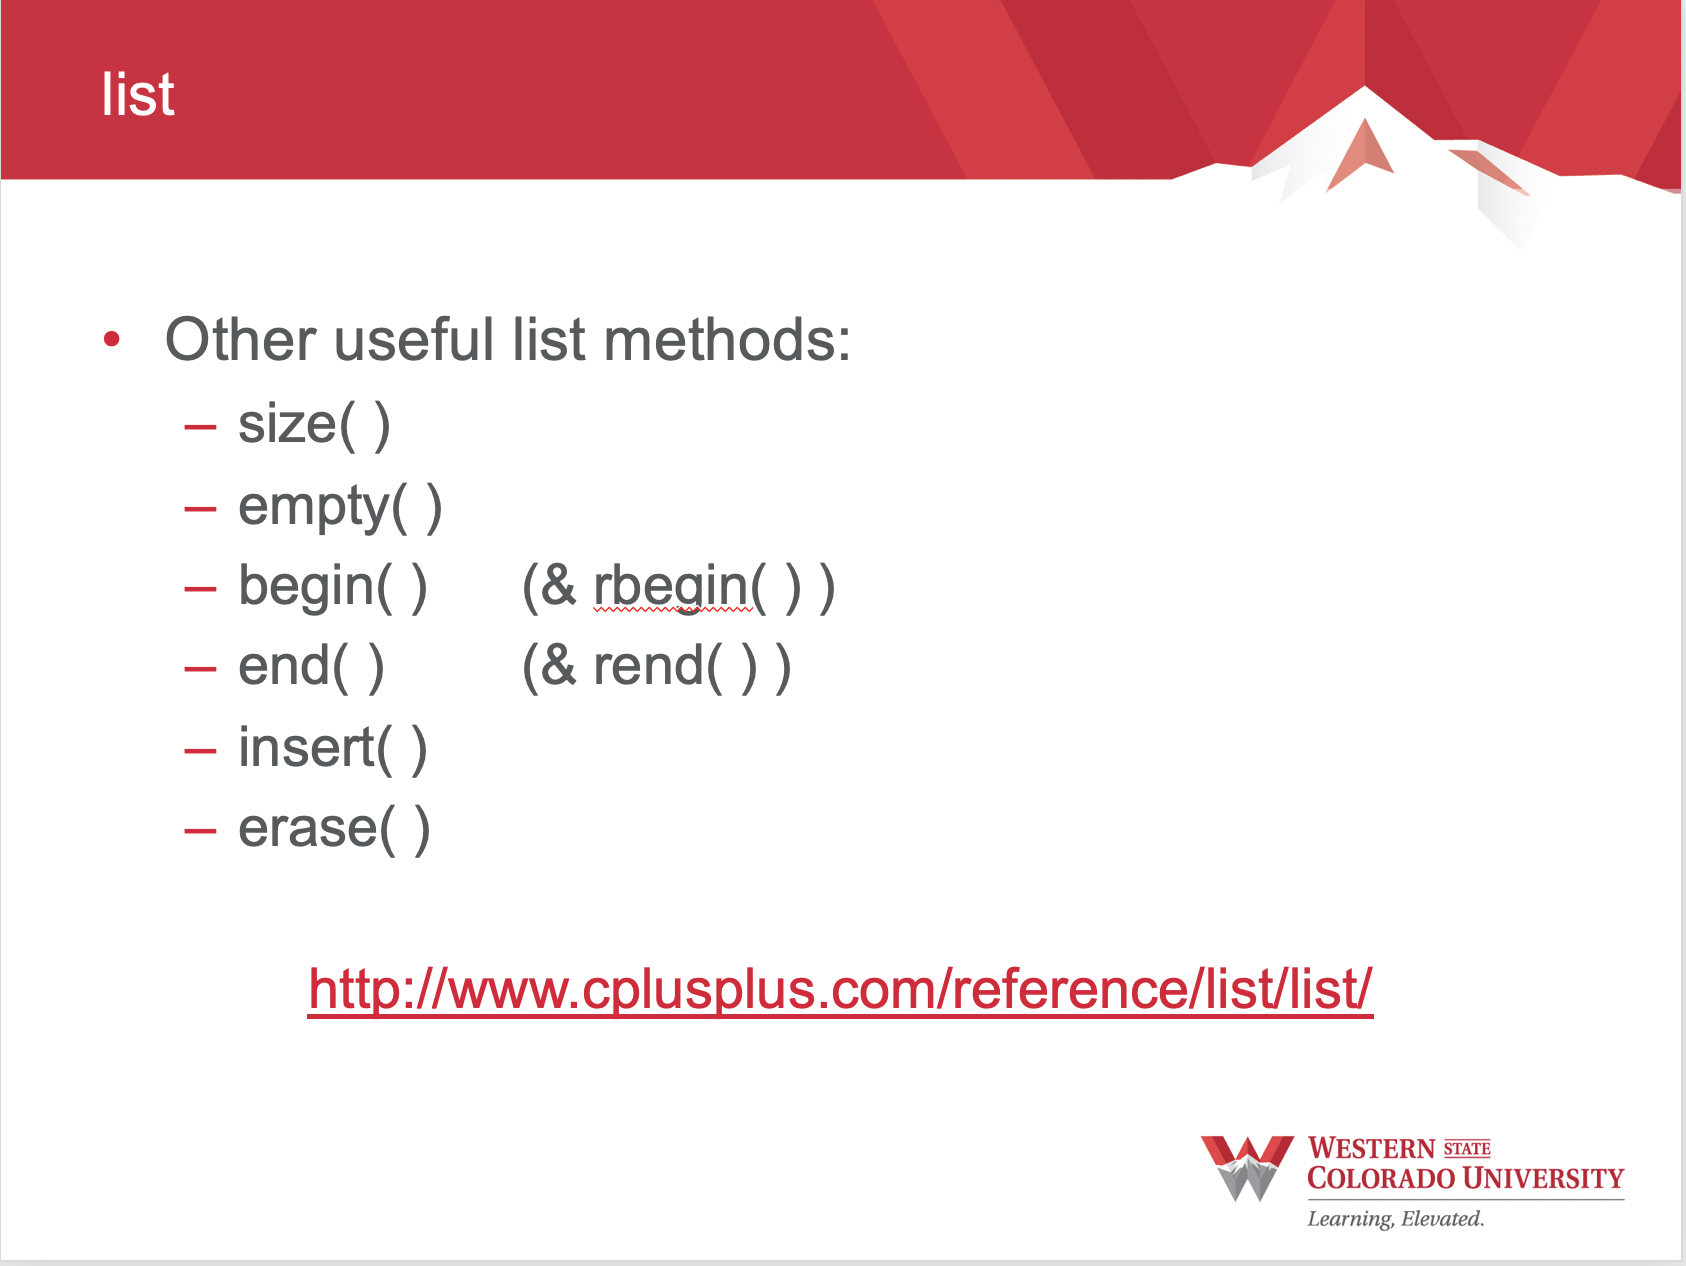 list
• Other useful list methods:
– size( )
– empty( )
– begin( ) (& rbegin( ) )
– end( ) (& rend( ) )
– insert( )
– erase( )
http://www.cplusplus.com/reference/list/list/
WESTERN STATE
COLORADO UNIVERSITY
Learning, Elevated.